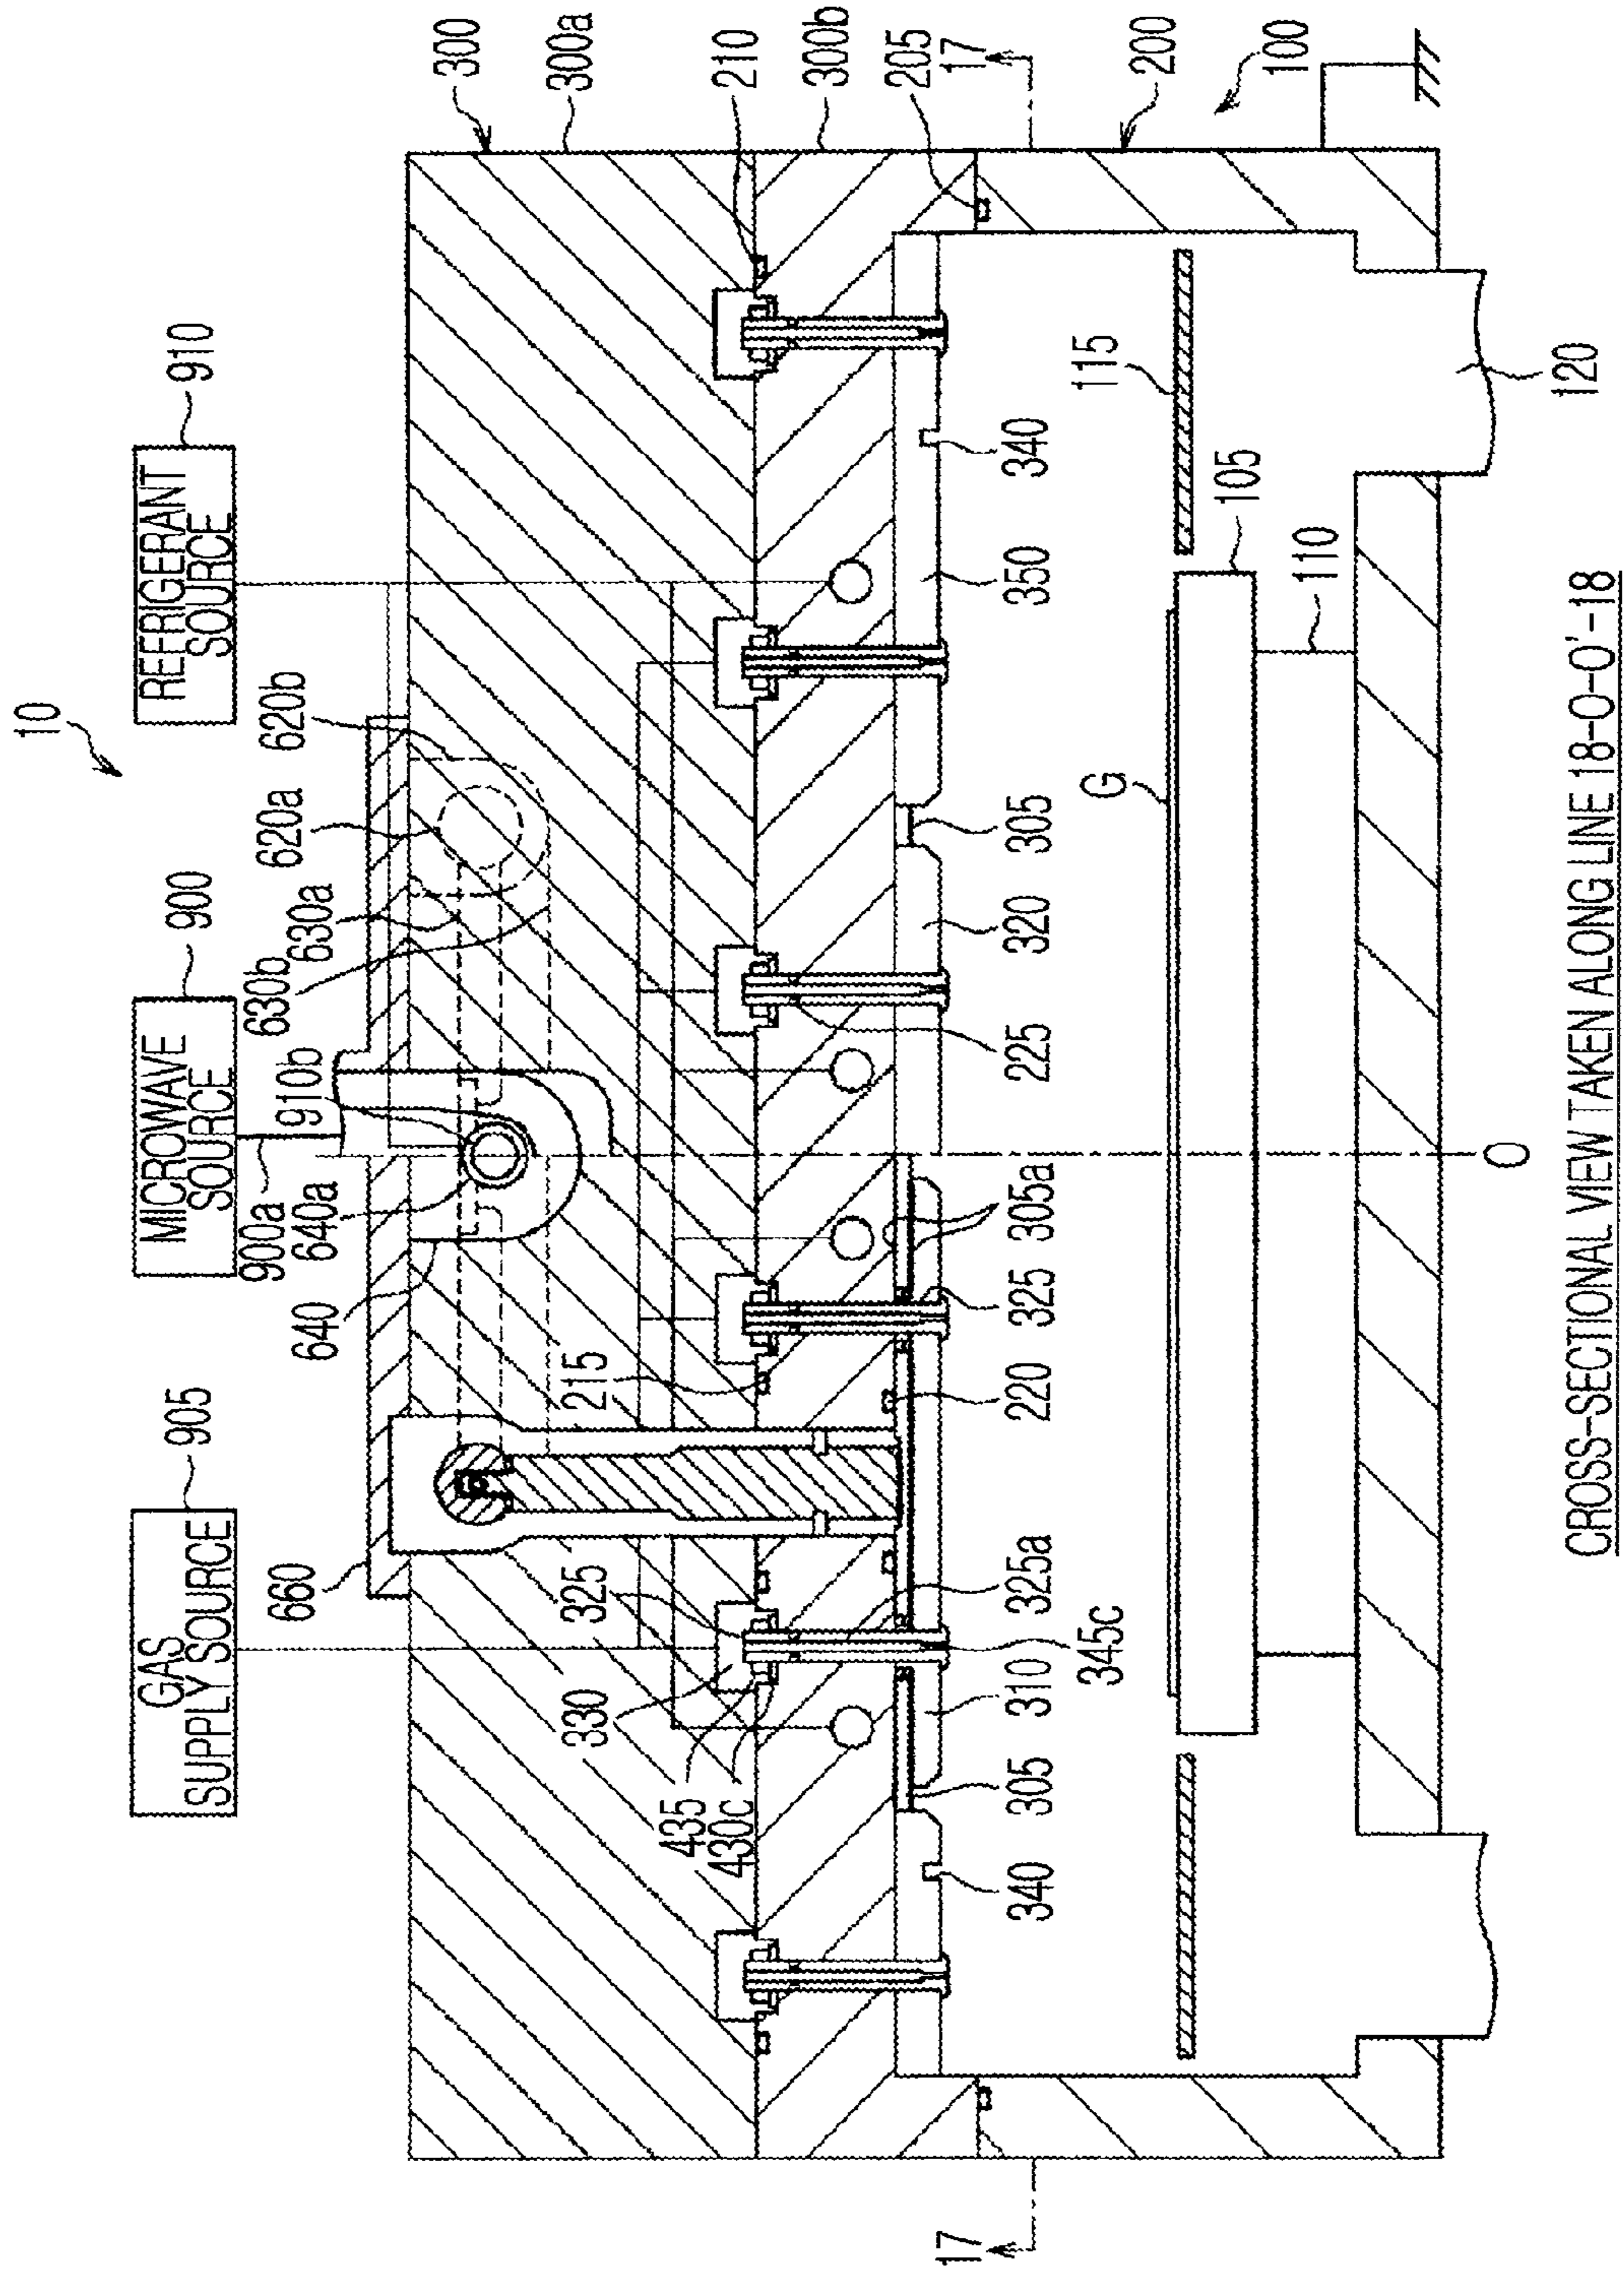 10
GAS
SUPPLY SOURCE
905
MICROWAVE
SOURCE
900
REFRIGERANT
SOURCE
910
900a
640a
910b
630b
630a
620a
620b
660
640
300
300a
325
215
330
435
430c
210
300b
205
17
17
340
305
310
345c
325a
220
325
305a
225
320
305
350
340
G
115
105
110
200
100
120
O
CROSS-SECTIONAL VIEW TAKEN ALONG LINE 18-O-O'-18